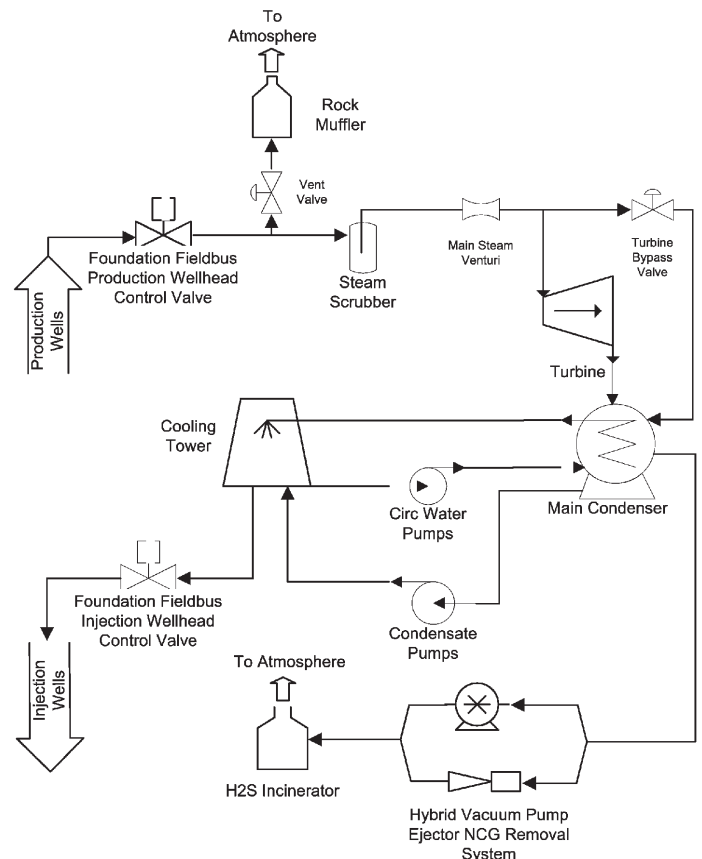 To
Atmosphere
Rock
Muffler
Vent
Valve
Foundation Fieldbus
Production Wellhead
Control Valve
Production
Wells
Steam
Scrubber
Main Steam
Venturi
Turbine
Bypass
Valve
Turbine
Cooling
Tower
Circ Water
Pumps
Main Condenser
Foundation Fieldbus
Injection Wellhead
Control Valve
Condensate
Pumps
Injection
Wells
To Atmosphere
H2S Incinerator
Hybrid Vacuum Pump
Ejector NCG Removal
System